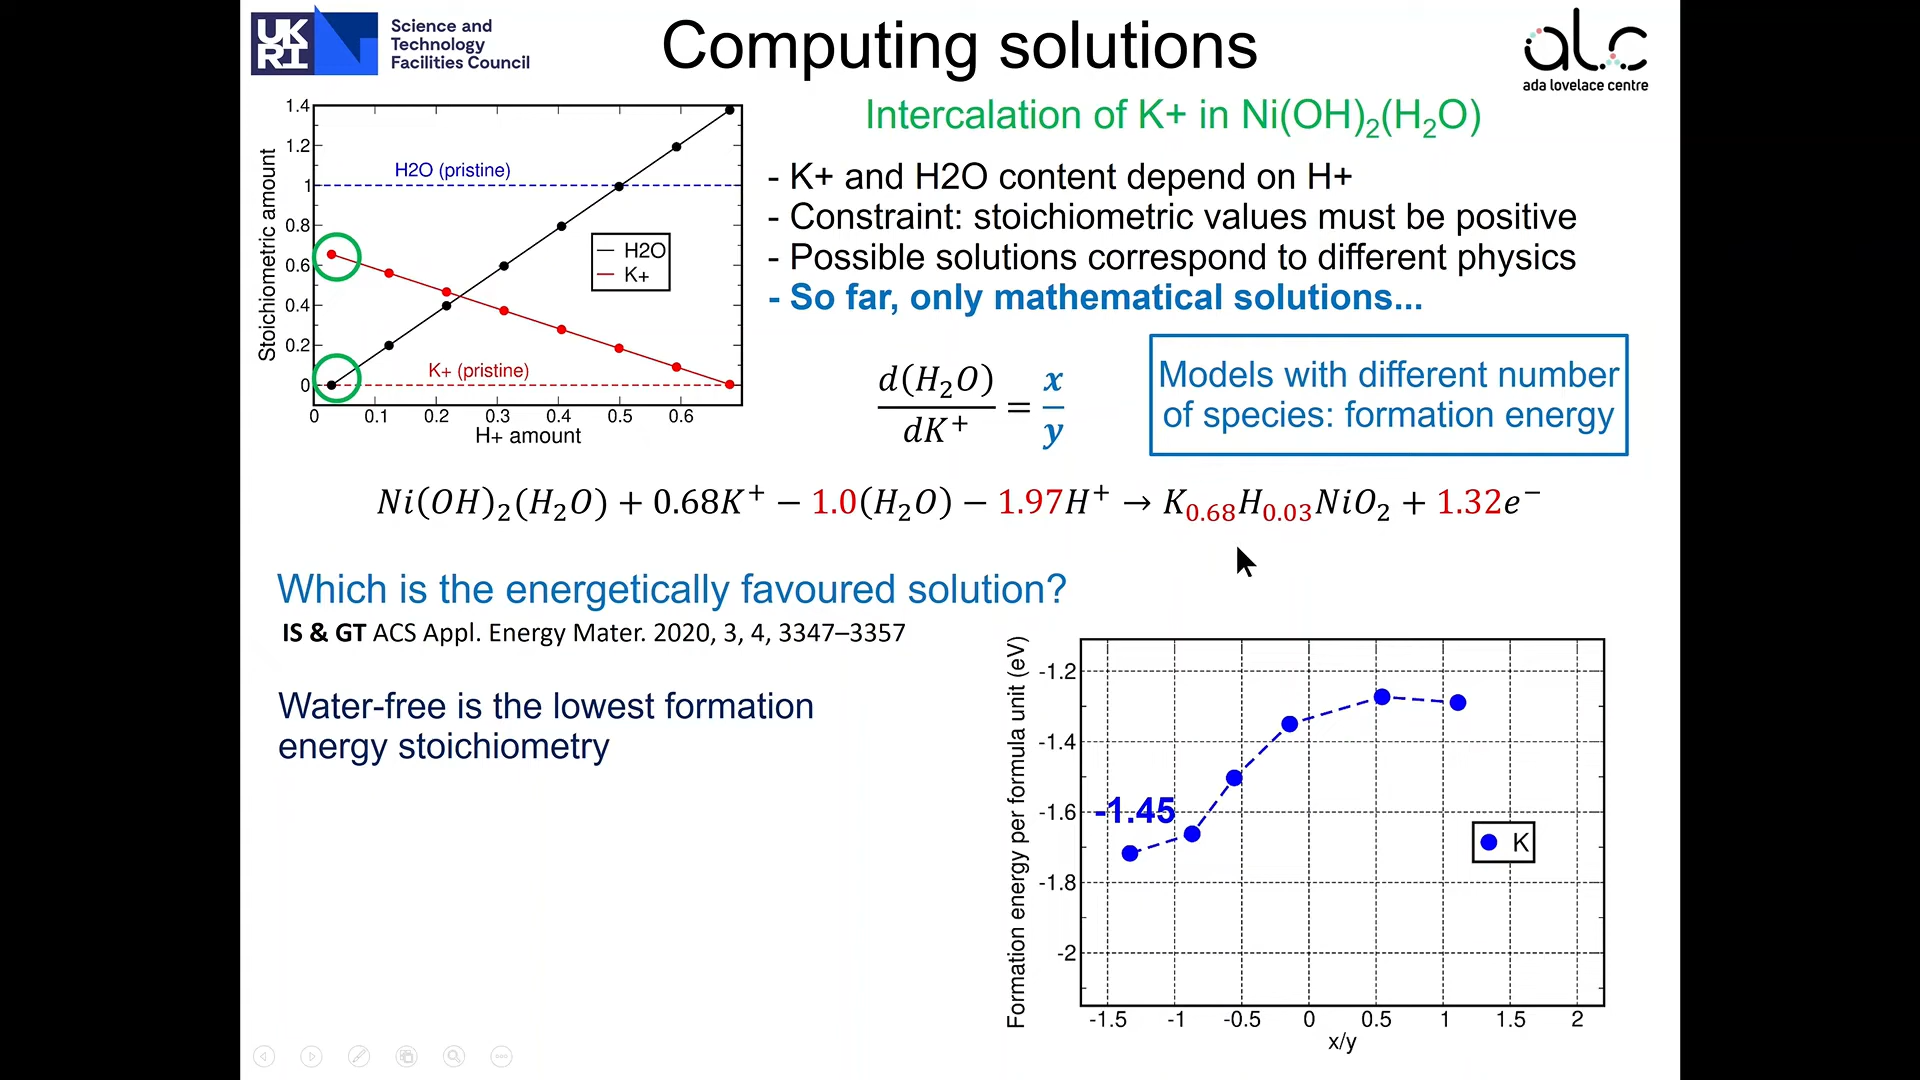 UK
RI
Science and
Technology
Facilities Council
Computing solutions
alc
ada lovelace centre
Intercalation of K+ in Ni(OH)₂(H₂O)
- K+ and H2O content depend on H+
- Constraint: stoichiometric values must be positive
- Possible solutions correspond to different physics
- So far, only mathematical solutions...
Stoichiometric amount
1.4
1.2
1
0.8
0.6
0.4
0.2
0
H2O (pristine)
H2O
K+
K+ (pristine)
0 0.1 0.2 0.3 0.4 0.5 0.6
H+ amount
d(H₂O)
dK⁺
=
x
y
Models with different number
of species: formation energy
Ni(OH)₂(H₂O) + 0.68K⁺ − 1.0(H₂O) − 1.97H⁺ → K₀.₆₈H₀.₀₃NiO₂ + 1.32e⁻
Which is the energetically favoured solution?
IS & GT ACS Appl. Energy Mater. 2020, 3, 4, 3347–3357
Water-free is the lowest formation
energy stoichiometry
Formation energy per formula unit (eV)
-1.2
-1.4
-1.6
-1.8
-2
-1.45
K
-1.5 -1 -0.5 0 0.5 1 1.5 2
x/y